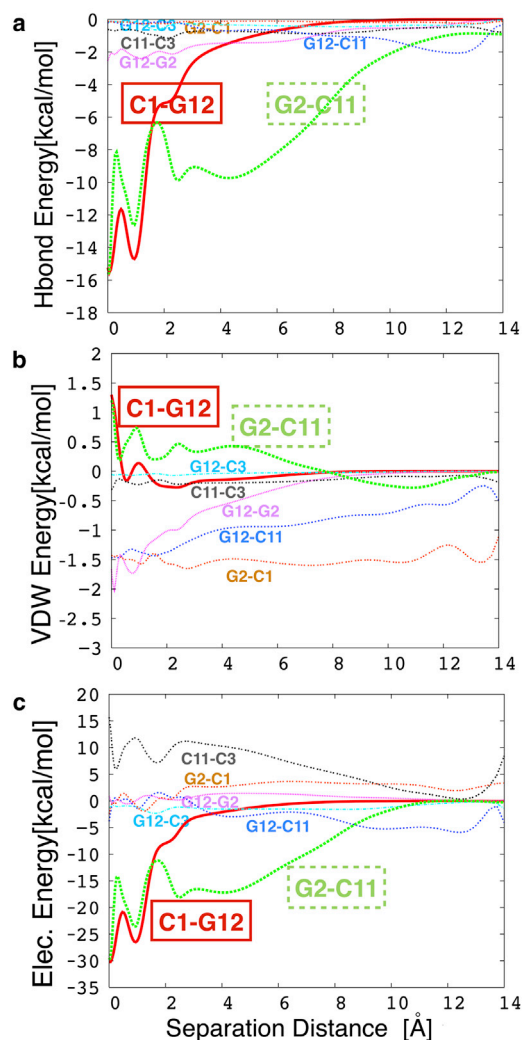 a
0
-2
-4
-6
-8
-10
-12
-14
-16
-18
Hbond Energy[kcal/mol]
G12-C3
G2-C1
C11-C3
G12-G2
G12-C11
C1-G12
G2-C11
0 2 4 6 8 10 12 14
b
2
1.5
1
0.5
0
-0.5
-1
-1.5
-2
-2.5
-3
VDW Energy[kcal/mol]
C1-G12
G2-C11
G12-C3
C11-C3
G12-G2
G12-C11
G2-C1
0 2 4 6 8 10 12 14
c
20
15
10
5
0
-5
-10
-15
-20
-25
-30
-35
Elec. Energy[kcal/mol]
C11-C3
G2-C1
G12-G2
G12-C3
G12-C11
G2-C11
C1-G12
0 2 4 6 8 10 12 14
Separation Distance [Å]